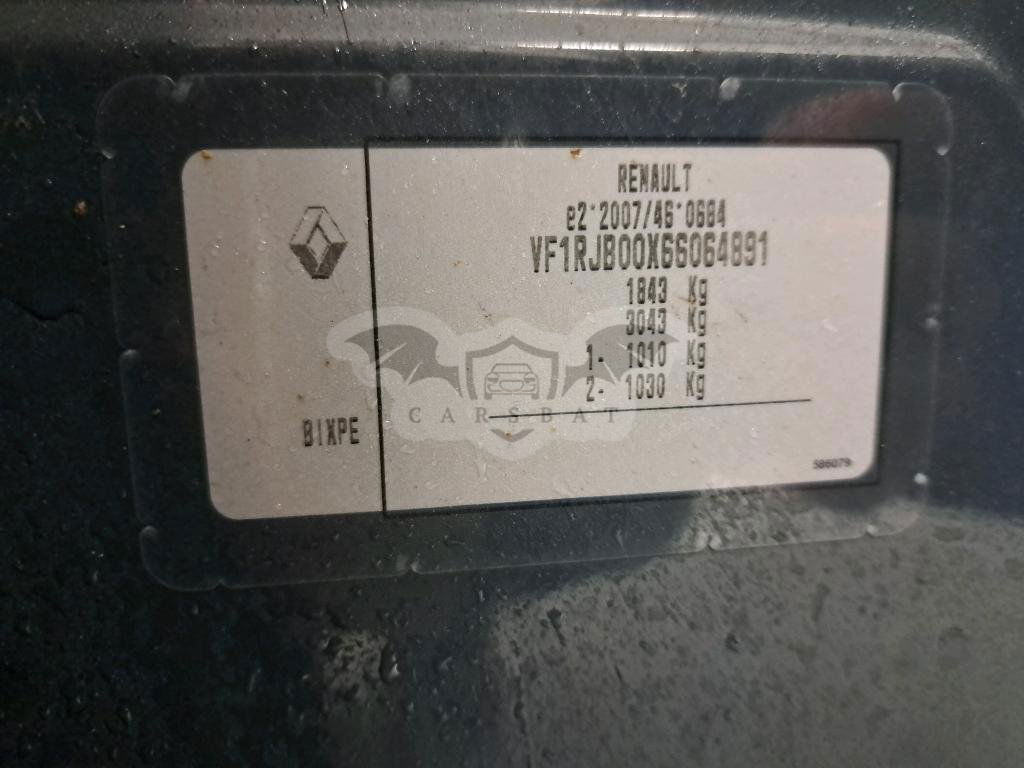 RENAULT
e2*2007/46*0684
VF1RJB00X66064891
1843 Kg
3043 Kg
1- 1010 Kg
2- 1030 Kg
CARSBAT
BIXPE
586079